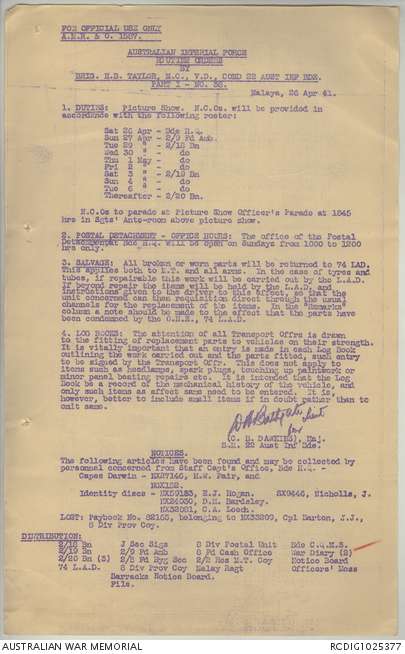 FOR OFFICIAL USE ONLY
A.M.R. & O. 1527.
AUSTRALIAN IMPERIAL FORCE
ROUTINE ORDERS
BY
BRIG. H.B. TAYLOR, M.C., V.D., COMD 22 AUST INF BDE.
PART I - NO. 38.
Malaya, 26 Apr 41.
1. DUTIES: Picture Show. N.C.Os. will be provided in
accordance with the following roster:
Sat 26 Apr - Bde H.Q.
Sun 27 Apr - 2/9 Fd Amb.
Tue 29 " - 2/18 Bn
Wed 30 " - do
Thu 1 May - do
Fri 2 " - do
Sat 3 " - 2/19 Bn
Sun 4 " - do
Tue 6 " - do
Thereafter - 2/20 Bn.
N.C.Os to parade at Picture Show Officer's Parade at 1845
hrs in Sgts' Ante-room above picture show.
2. POSTAL DETACHMENT - OFFICE HOURS: The office of the Postal
Detachment at Bde H.Q. will be open on Sundays from 1000 to 1200
hrs only.
3. SALVAGE: All broken or worn parts will be returned to 74 LAD.
This applies both to M.T. and all arms. In the case of tyres and
tubes, if repairable this work will be carried out by the L.A.D.
If beyond repair the items will be held by the L.A.D. and
instructions given to the driver to this effect, so that the
unit concerned can then requisition direct through the usual
channels for the replacement of the items. In the "Remarks"
column a note should be made to the effect that the parts have
been condemned by the O.M.E. 74 L.A.D.
4. LOG BOOKS: The attention of all Transport Offrs is drawn
to the fitting of replacement parts to vehicles on their strength.
It is vitally important that an entry is made in each Log Book
outlining the work carried out and the parts fitted, such entry
to be signed by the Transport Offr. This does not apply to
items such as headlamps, spark plugs, touching up paintwork or
minor panel beating repairs etc. It is intended that the Log
Book be a record of the mechanical history of the vehicle, and
only such items as affect same need to be entered. It is,
however, better to include small items if in doubt rather than to
omit same.
Lieut
for
(C. H. DAWKINS), Maj.
S.M. 22 Aust Inf Bde.
NOTICES.
The following articles have been found and may be collected by
personnel concerned from Staff Capt's Office, Bde H.Q. -
Capes Darwin - NX27146, H.W. Fair, and
NGX152.
Identity discs - NX59183, E.J. Hogan. SX9446, Nicholls, J.
NX24030, D.H. Bardsley.
NX32081, C.A. Leech.
LOST: Paybook No. 82165, belonging to NX33209, Cpl Barton, J.J.,
8 Div Prov Coy.
DISTRIBUTION:
2/18 Bn J Sec Sigs 8 Div Postal Unit Bde C.Q.M.S.
2/19 Bn 2/9 Fd Amb 8 Fd Cash Office War Diary (2)
2/20 Bn (3) 2/8 Fd Hyg Sec 2/2 Res M.T. Coy Notice Board
74 L.A.D. 8 Div Prov Coy Malay Regt Officers' Mess
Barracks Notice Board.
File.
AUSTRALIAN WAR MEMORIAL
RCDIG1025377